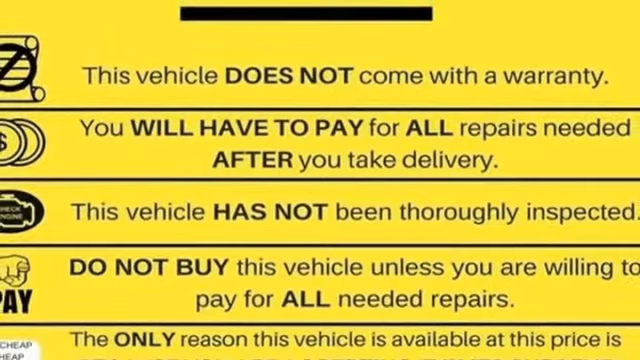 This vehicle DOES NOT come with a warranty.
You WILL HAVE TO PAY for ALL repairs needed
AFTER you take delivery.
CHECK
ENGINE
This vehicle HAS NOT been thoroughly inspected.
DO NOT BUY this vehicle unless you are willing to
pay for ALL needed repairs.
PAY
CHEAP
The ONLY reason this vehicle is available at this price is